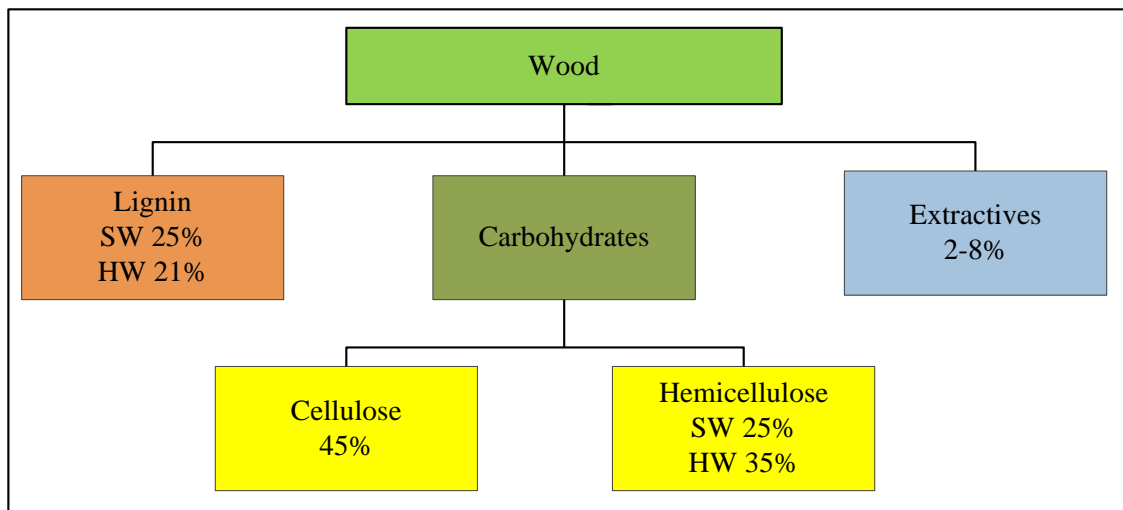 Wood
Lignin
SW 25%
HW 21%
Carbohydrates
Extractives
2-8%
Cellulose
45%
Hemicellulose
SW 25%
HW 35%